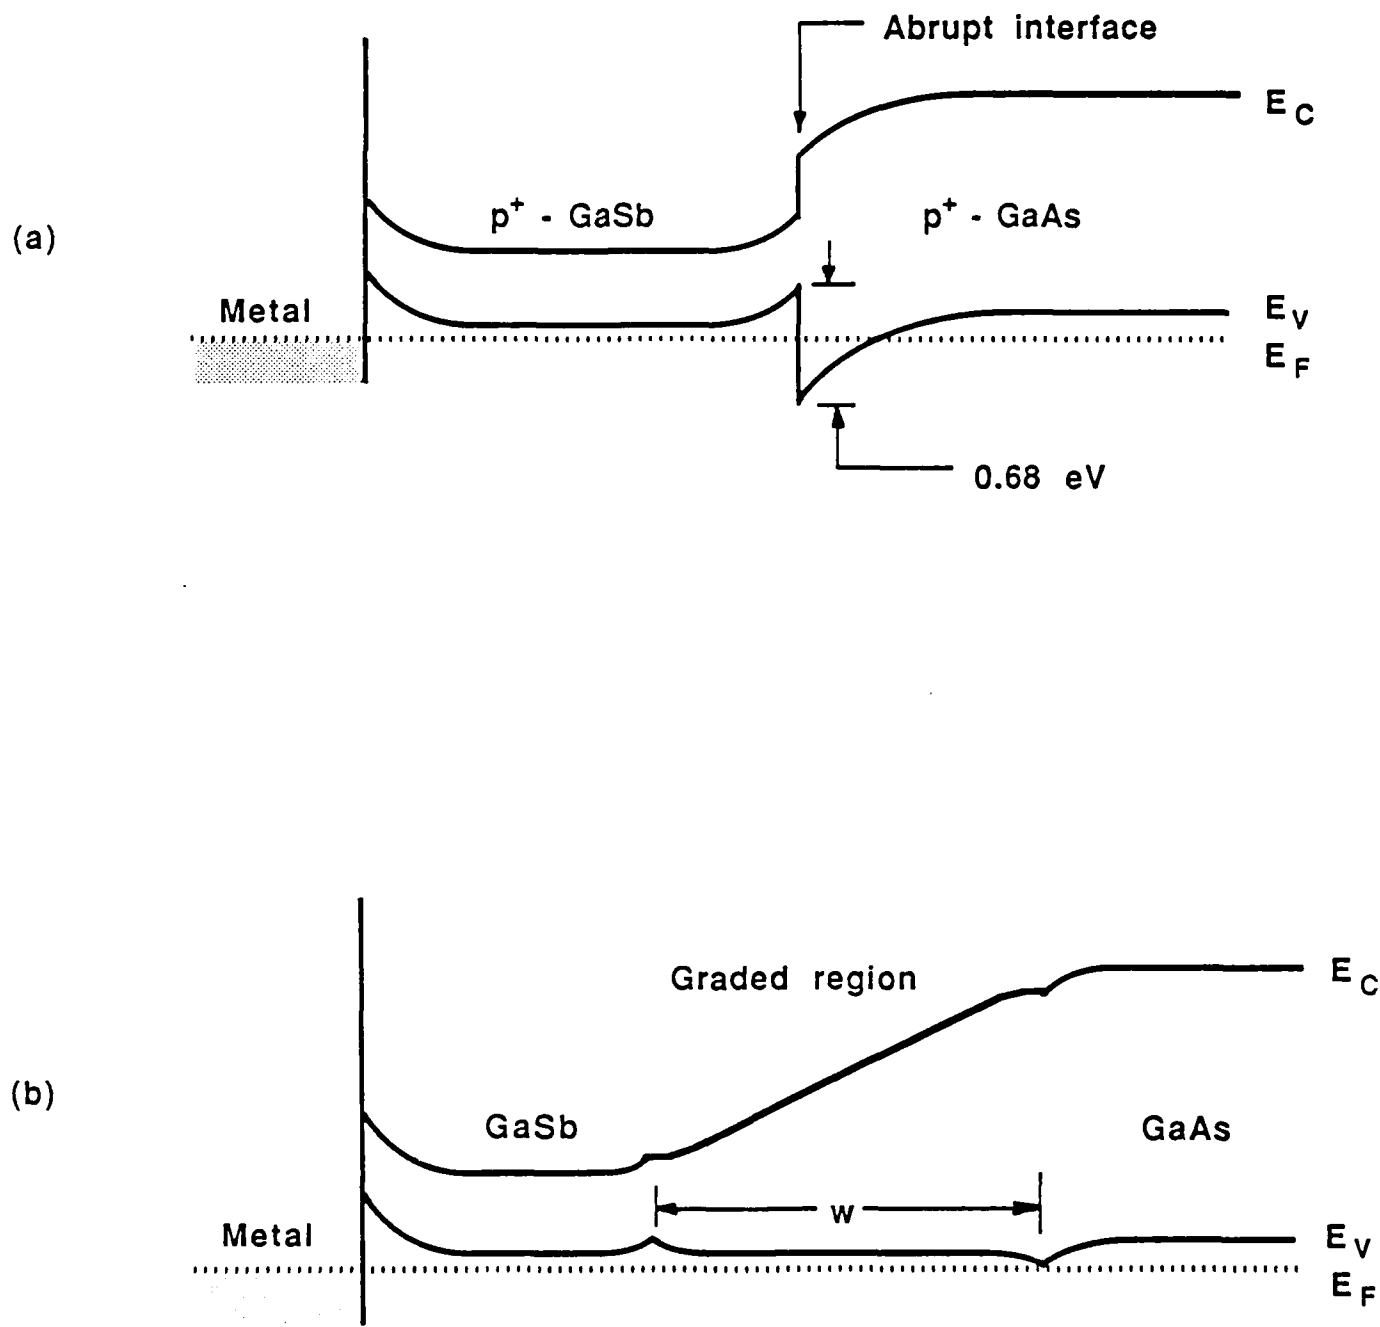 Abrupt interface
E_C
p+ - GaSb
p+ - GaAs
(a)
Metal
E_V
E_F
0.68 eV
Graded region
E_C
(b)
GaSb
GaAs
w
Metal
E_V
E_F